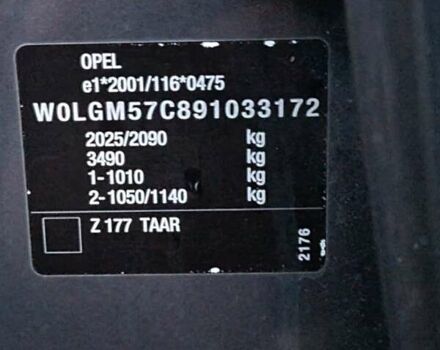 OPEL
e1*2001/116*0475
W0LGM57C891033172
2025/2090 kg
3490 kg
1-1010 kg
2-1050/1140 kg
Z 177 TAAR
2176